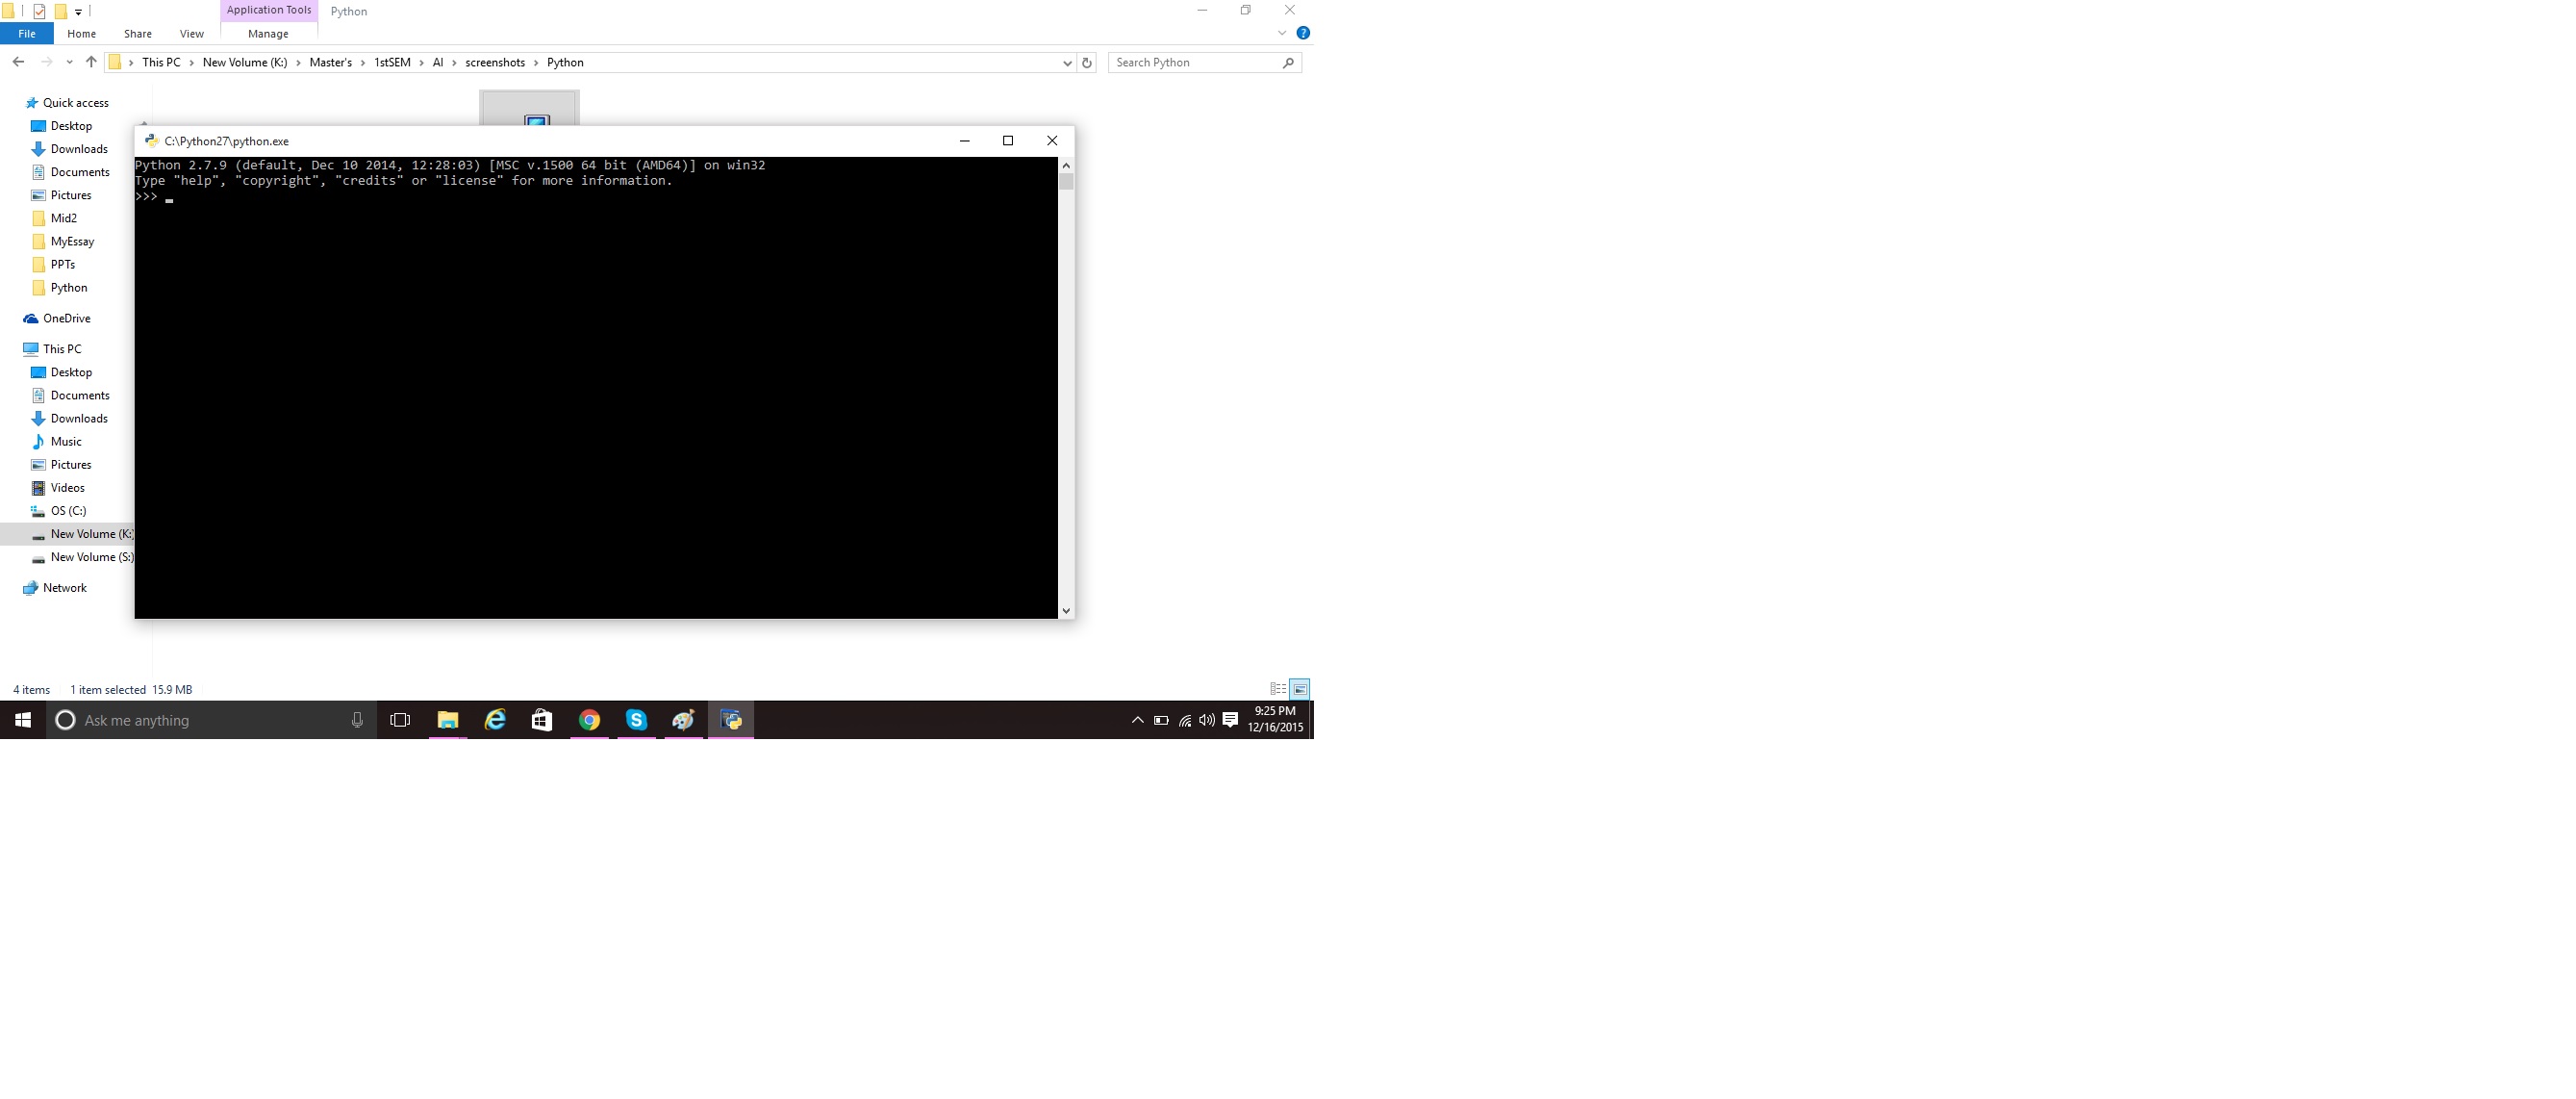 Application Tools Python
File Home Share View Manage
This PC New Volume (K:) Master's 1stSEM AI screenshots Python
Search Python
Quick access
Desktop
Downloads
Documents
Pictures
Mid2
MyEssay
PPTs
Python
OneDrive
This PC
Desktop
Documents
Downloads
Music
Pictures
Videos
OS (C:)
New Volume (K:)
New Volume (S:)
Network
C:\Python27\python.exe
Python 2.7.9 (default, Dec 10 2014, 12:28:03) [MSC v.1500 64 bit (AMD64)] on win32
Type "help", "copyright", "credits" or "license" for more information.
>>>
4 items 1 item selected 15.9 MB
Ask me anything
9:25 PM
12/16/2015